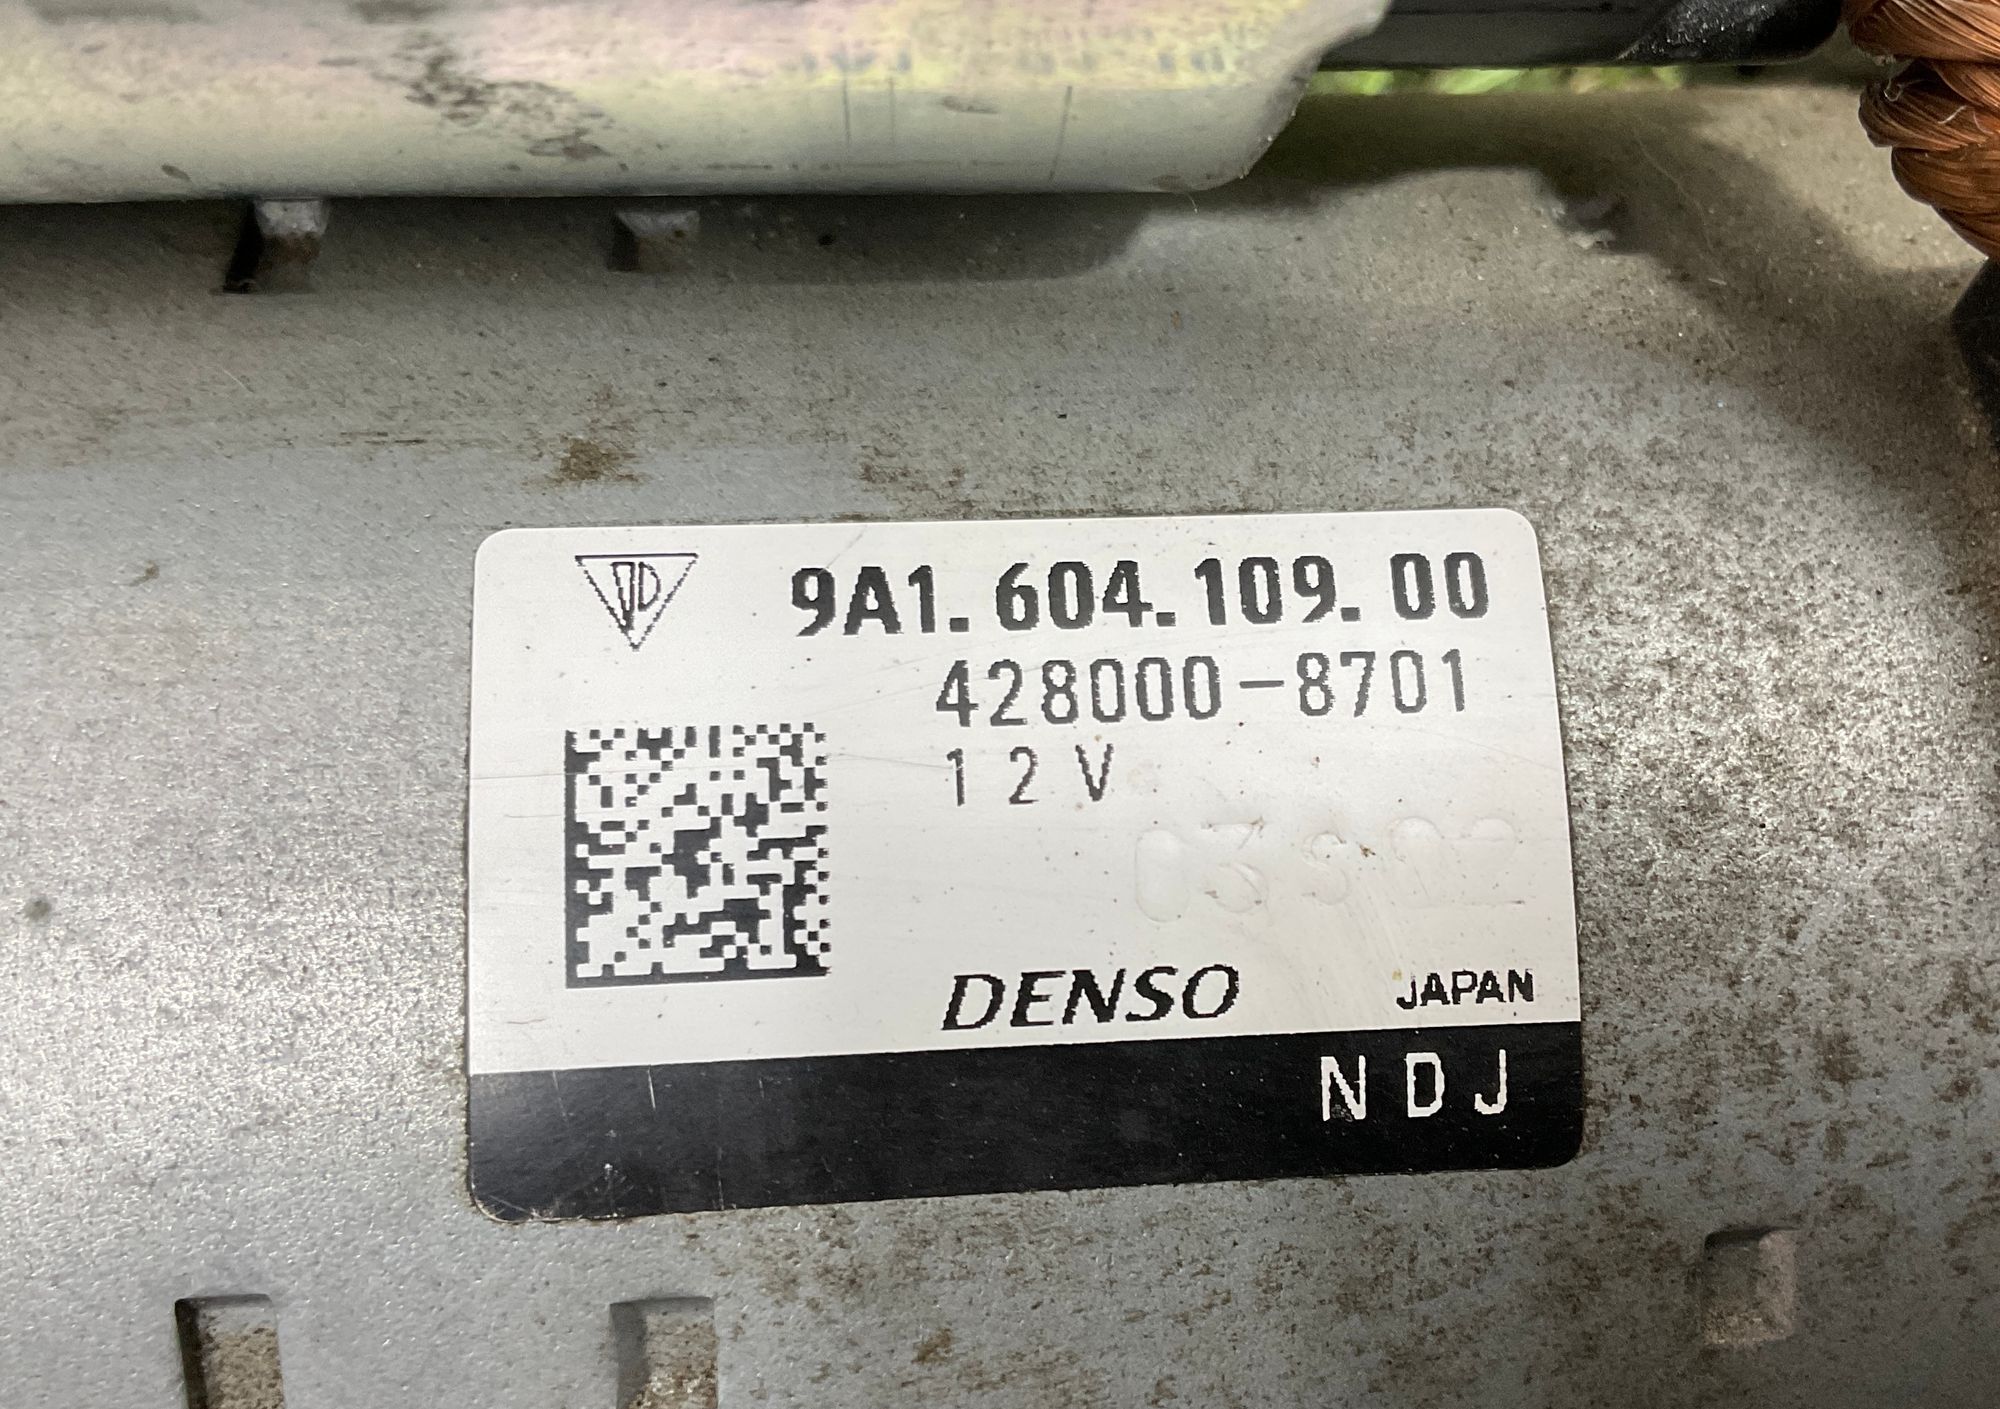 9A1.604.109.00
428000-8701
12V
DENSO JAPAN
NDJ